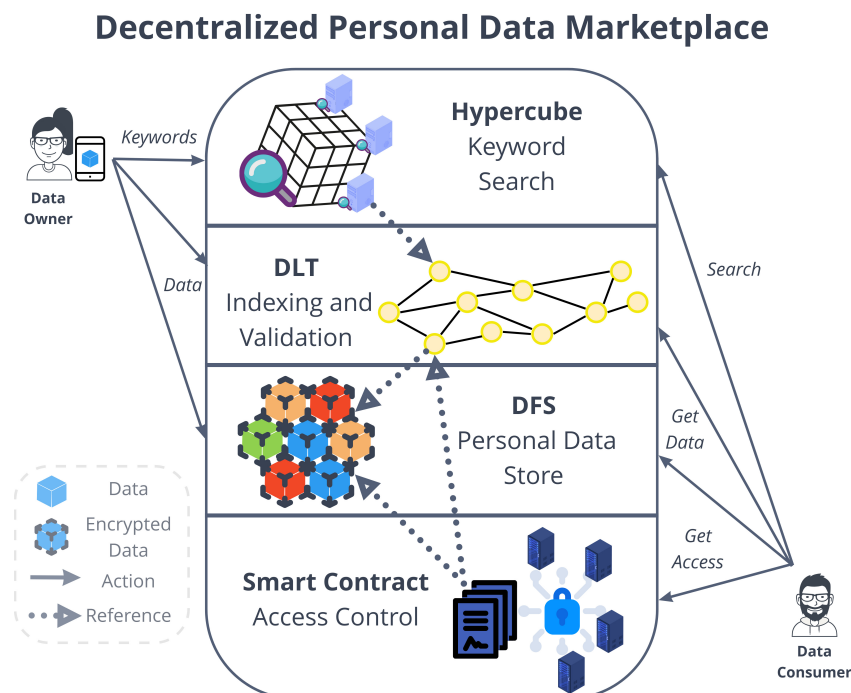 Decentralized Personal Data Marketplace
Keywords
Data
Owner
Data
Hypercube
Keyword
Search
DLT
Indexing and
Validation
DFS
Personal Data
Store
Smart Contract
Access Control
Search
Get
Data
Get
Access
Data
Consumer
Data
Encrypted
Data
Action
Reference